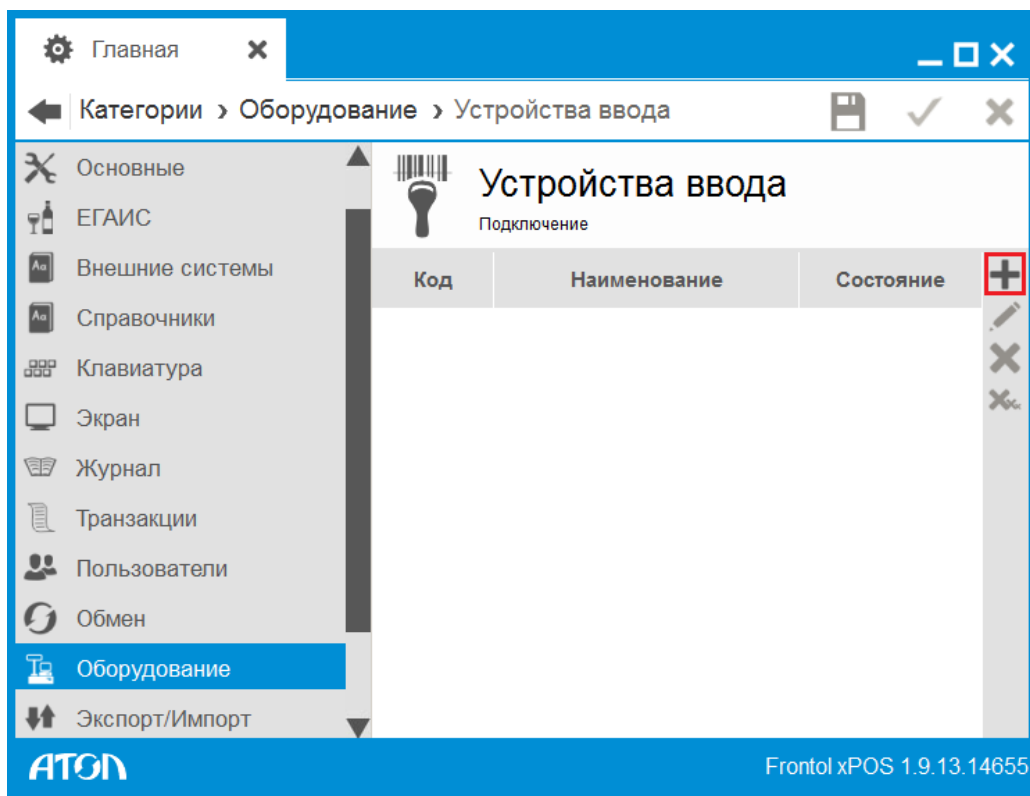 Главная
Категории › Оборудование › Устройства ввода
Основные
ЕГАИС
Внешние системы
Справочники
Клавиатура
Экран
Журнал
Транзакции
Пользователи
Обмен
Оборудование
Экспорт/Импорт
Устройства ввода
Подключение
Код Наименование Состояние
АТОЛ
Frontol xPOS 1.9.13.14655